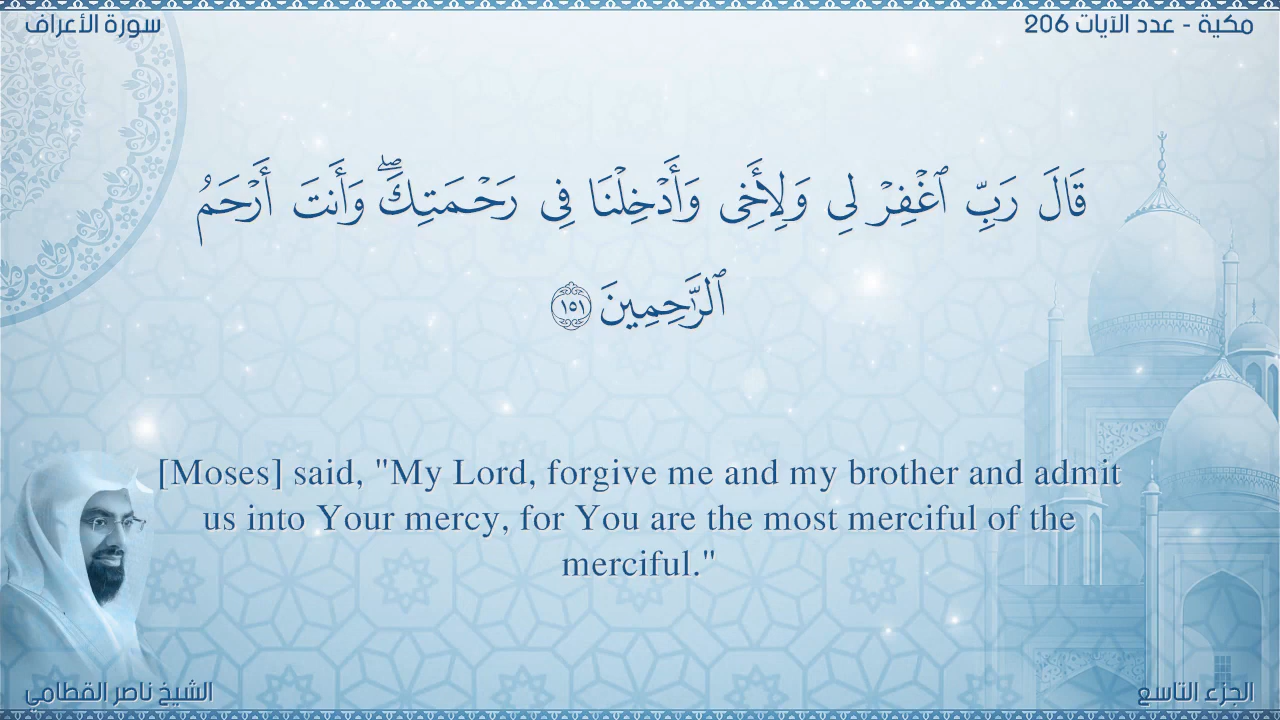 سورة الأعراف
مكية - عدد الآيات 206
قَالَ رَبِّ ٱغْفِرْ لِى وَلِأَخِى وَأَدْخِلْنَا فِى رَحْمَتِكَ ۖ وَأَنتَ أَرْحَمُ
ٱلرَّٰحِمِينَ ١٥١
[Moses] said, "My Lord, forgive me and my brother and admit
us into Your mercy, for You are the most merciful of the
merciful."
الشيخ ناصر القطامي
الجزء التاسع